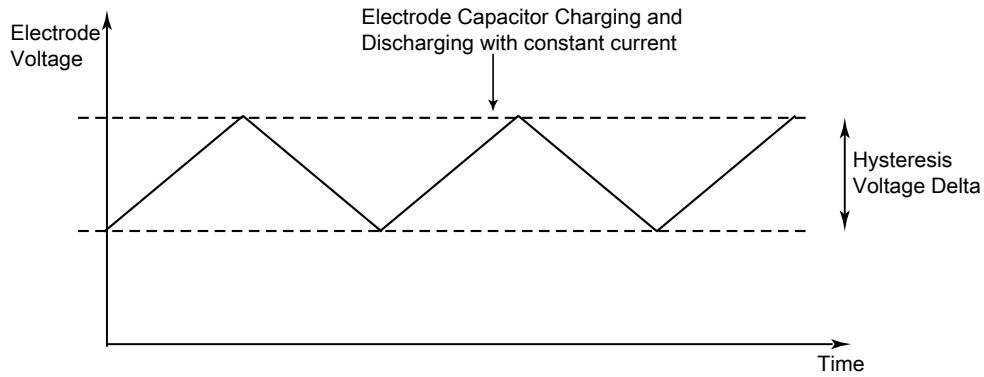 Electrode
Voltage
Electrode Capacitor Charging and
Discharging with constant current
Hysteresis
Voltage Delta
Time